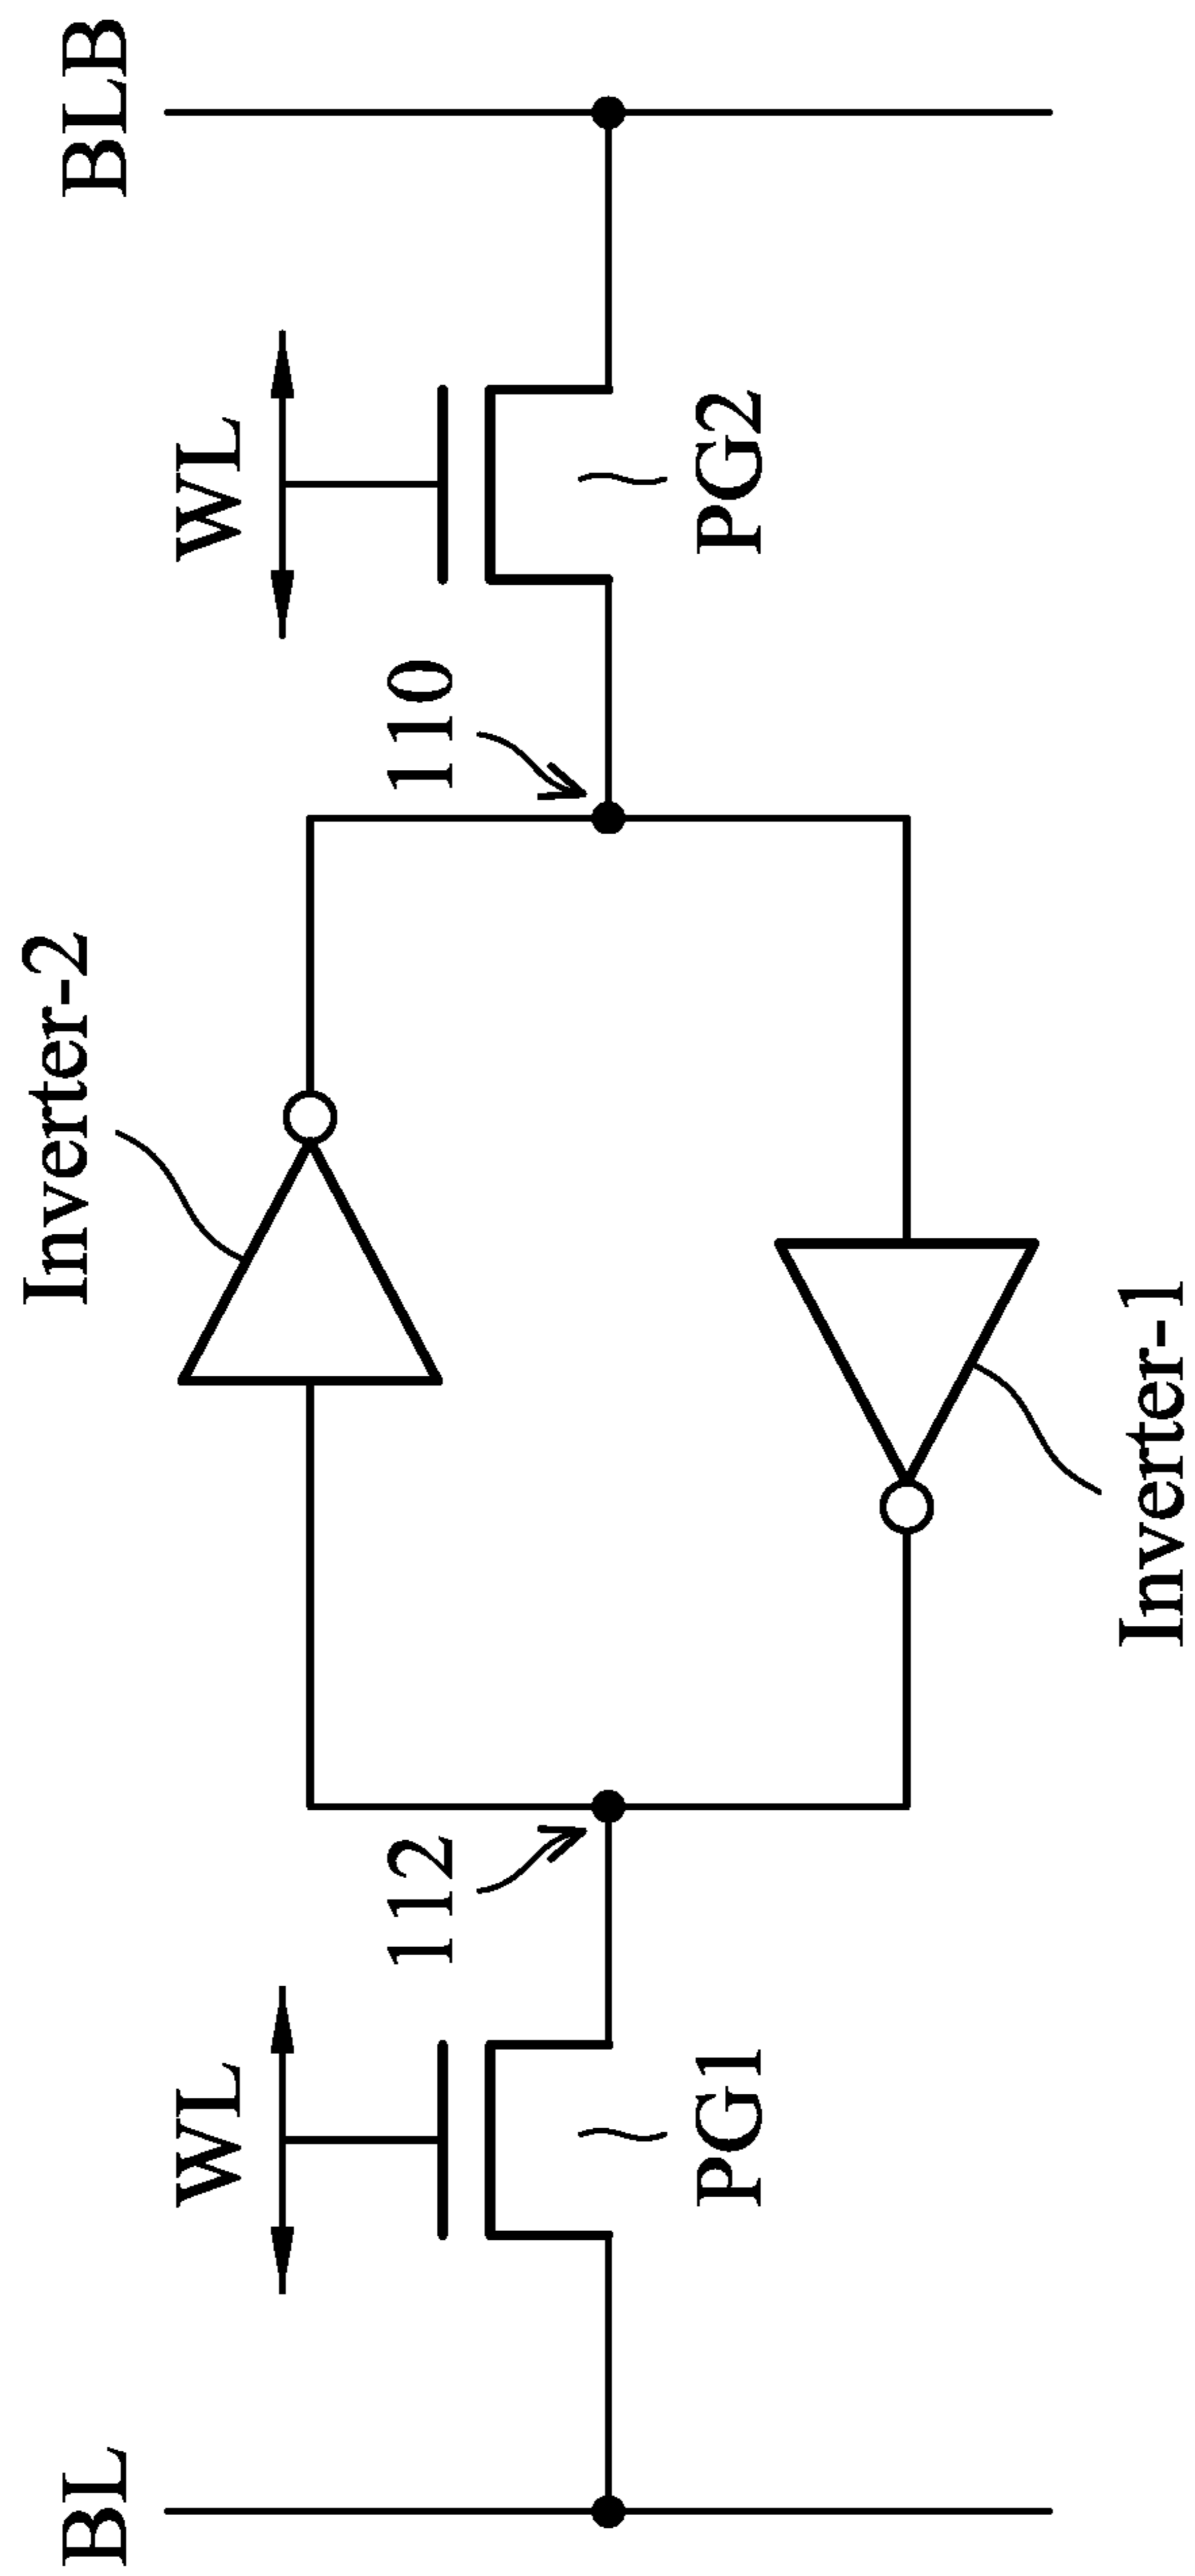 BL
WL
PG1
112
Inverter-2
Inverter-1
110
WL
PG2
BLB